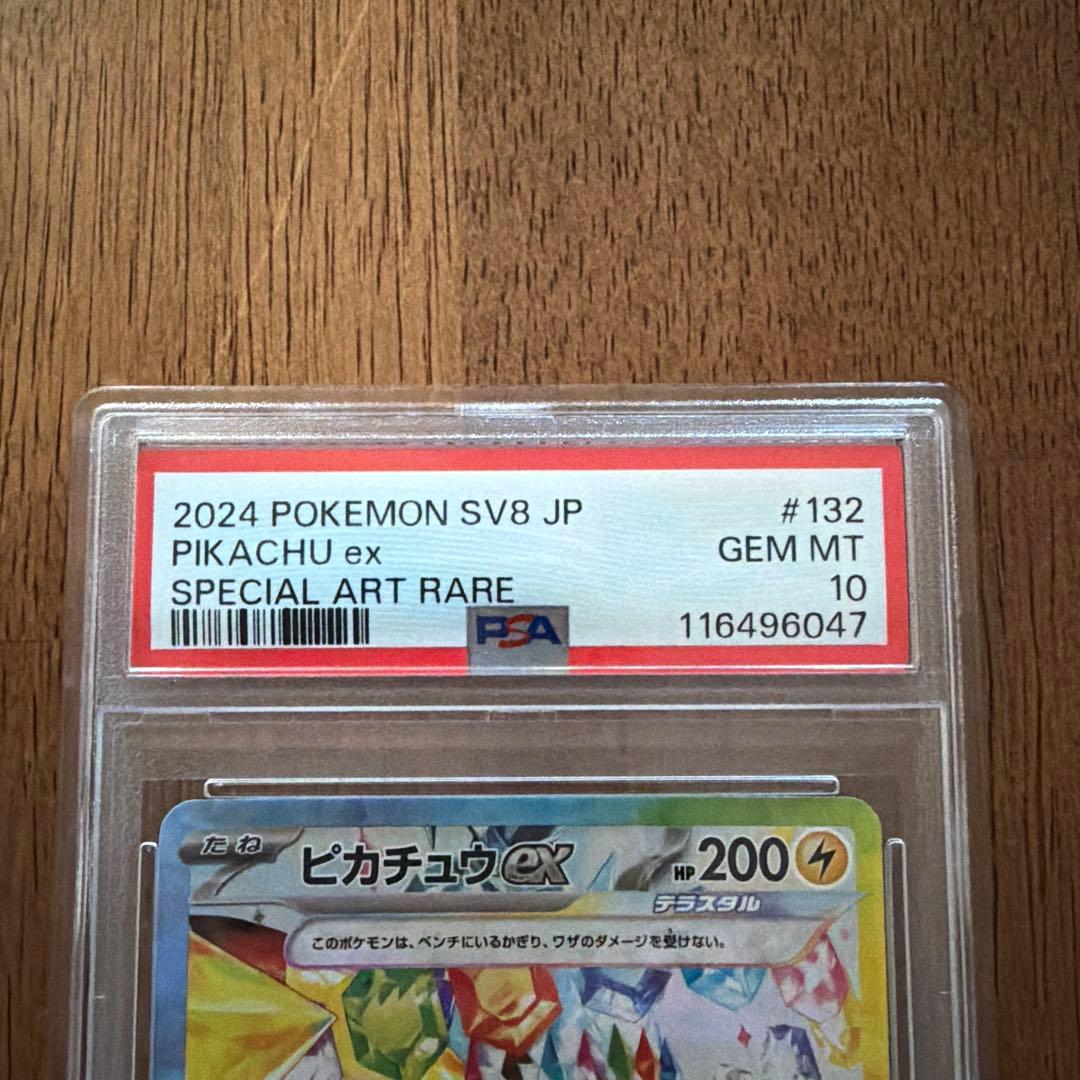 2024 POKEMON SV8 JP #132
PIKACHU ex GEM MT
SPECIAL ART RARE 10
PSA 116496047
たね ピカチュウex HP 200
テラスタル
このポケモンは、ベンチにいるかぎり、ワザのダメージを受けない。